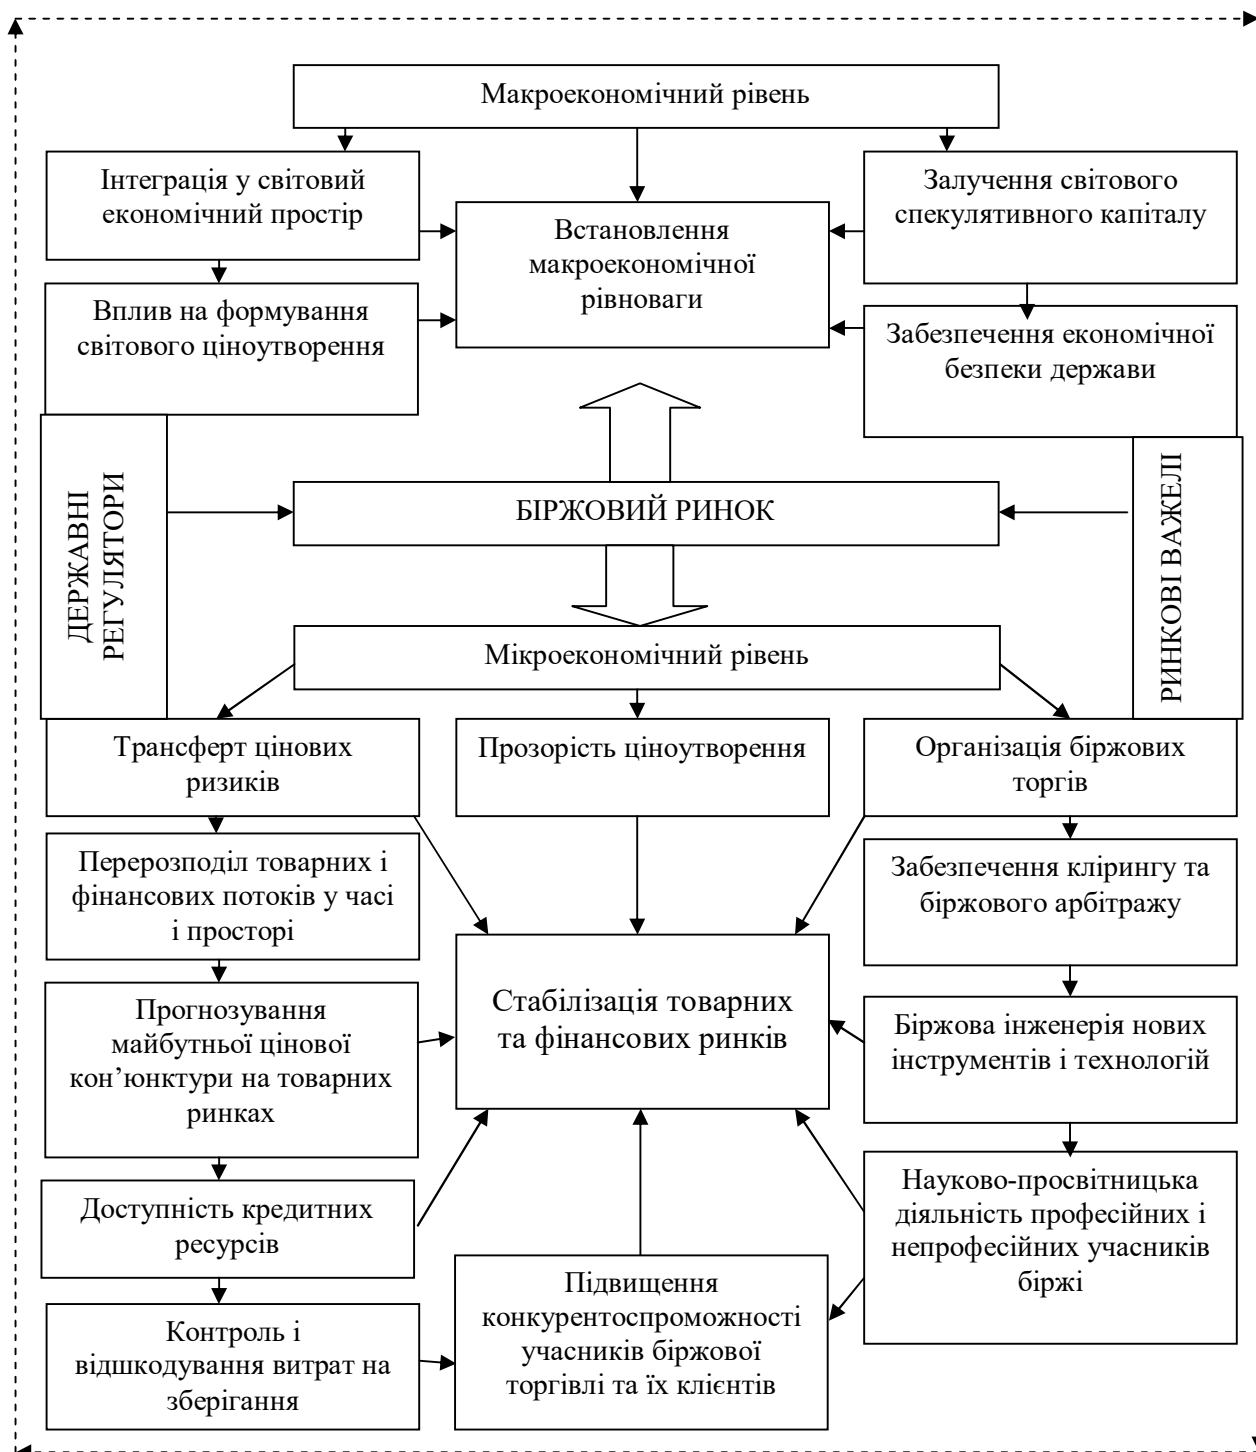 Макроекономічний рівень
Інтеграція у світовий
економічний простір
Встановлення
макроекономічної
рівноваги
Залучення світового
спекулятивного капіталу
Вплив на формування
світового ціноутворення
Забезпечення економічної
безпеки держави
ДЕРЖАВНІ
РЕГУЛЯТОРИ
БІРЖОВИЙ РИНОК
РИНКОВІ ВАЖЕЛІ
Мікроекономічний рівень
Трансферт цінових
ризиків
Прозорість ціноутворення
Організація біржових
торгів
Перерозподіл товарних і
фінансових потоків у часі
і просторі
Забезпечення клірингу та
біржового арбітражу
Прогнозування
майбутньої цінової
кон’юнктури на товарних
ринках
Стабілізація товарних
та фінансових ринків
Біржова інженерія нових
інструментів і технологій
Доступність кредитних
ресурсів
Науково-просвітницька
діяльність професійних і
непрофесійних учасників
біржі
Контроль і
відшкодування витрат на
зберігання
Підвищення
конкурентоспроможності
учасників біржової
торгівлі та їх клієнтів